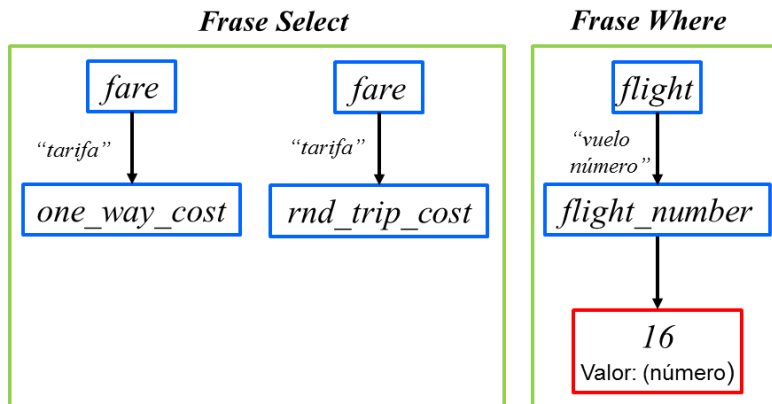 Frase Select
Frase Where
fare
fare
flight
“tarifa”
“tarifa”
“vuelo
número”
one_way_cost
rnd_trip_cost
flight_number
16
Valor: (número)